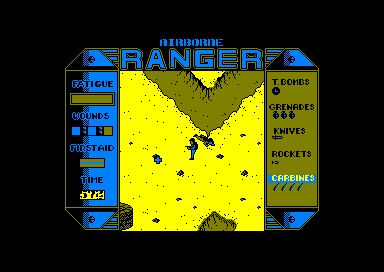 AIRBORNE
RANGER
FATIGUE
WOUNDS
FIRSTAID
TIME
T.BOMBS
GRENADES
KNIVES
ROCKETS
CARBINES